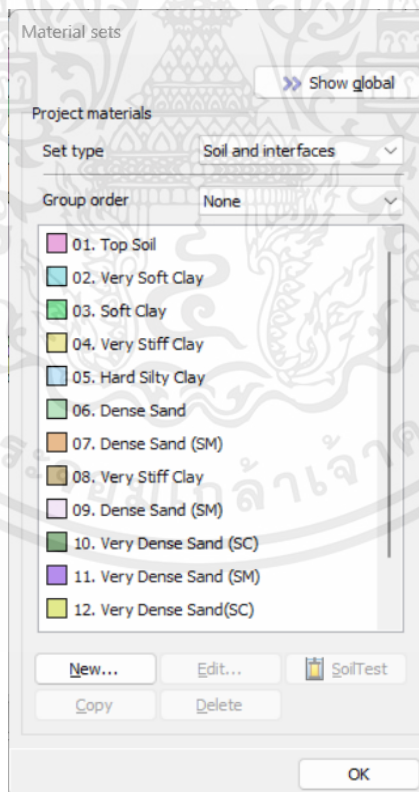 Material sets
Show global
Project materials
Set type Soil and interfaces
Group order None
01. Top Soil
02. Very Soft Clay
03. Soft Clay
04. Very Stiff Clay
05. Hard Silty Clay
06. Dense Sand
07. Dense Sand (SM)
08. Very Stiff Clay
09. Dense Sand (SM)
10. Very Dense Sand (SC)
11. Very Dense Sand (SM)
12. Very Dense Sand(SC)
New... Edit... SoilTest
Copy Delete
OK